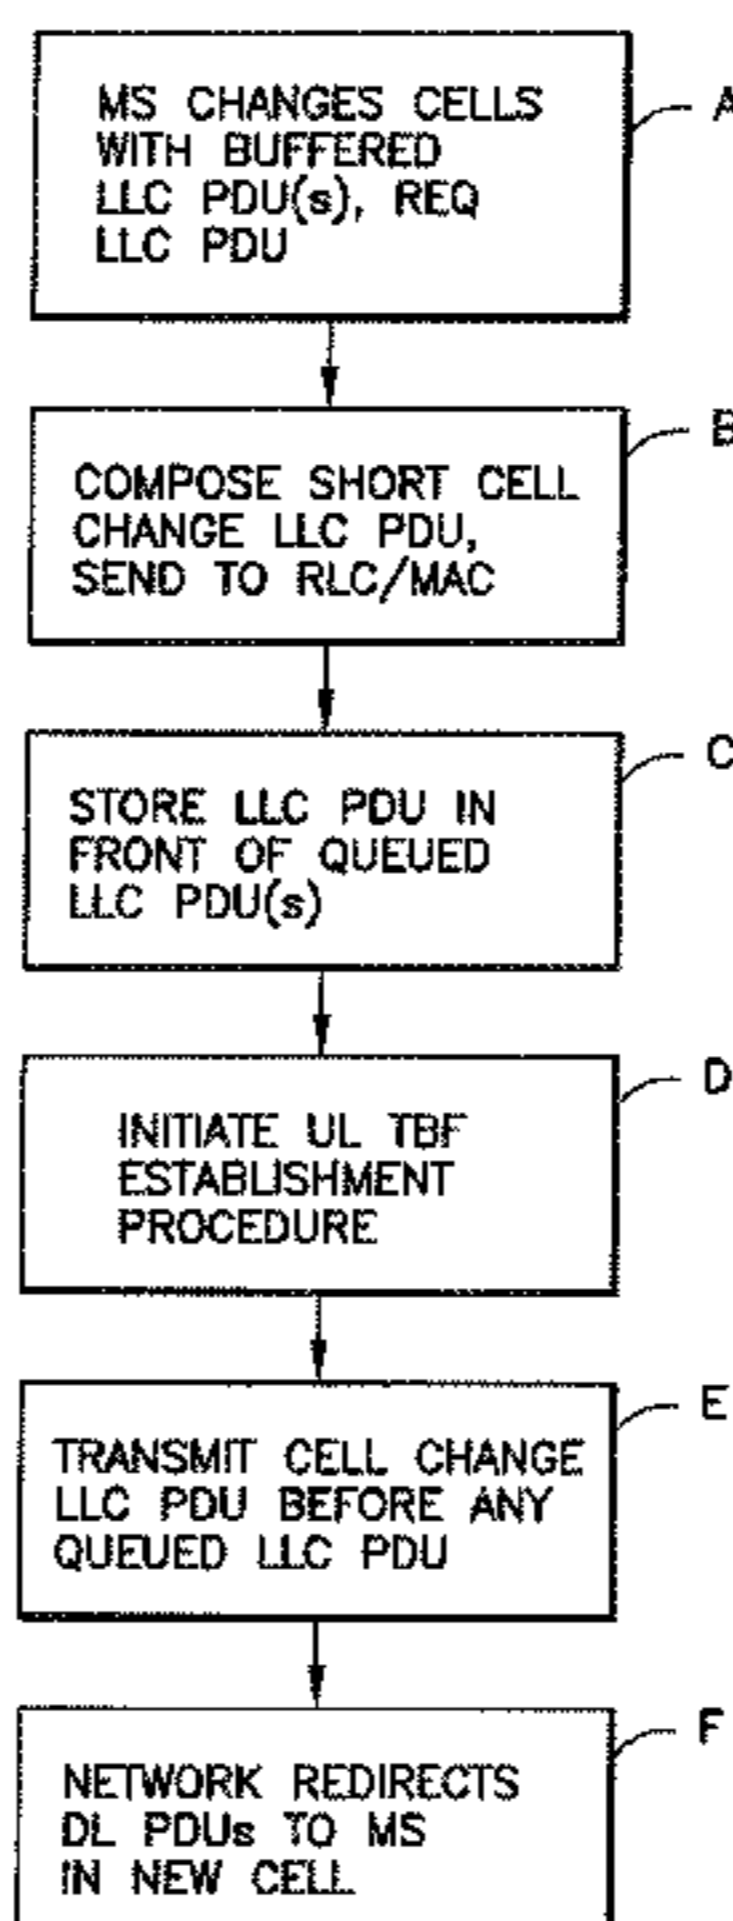 MS CHANGES CELLS
WITH BUFFERED
LLC PDU(s), REQ
LLC PDU
A
COMPOSE SHORT CELL
CHANGE LLC PDU,
SEND TO RLC/MAC
B
STORE LLC PDU IN
FRONT OF QUEUED
LLC PDU(s)
C
INITIATE UL TBF
ESTABLISHMENT
PROCEDURE
D
TRANSMIT CELL CHANGE
LLC PDU BEFORE ANY
QUEUED LLC PDU
E
NETWORK REDIRECTS
DL PDUs TO MS
IN NEW CELL
F